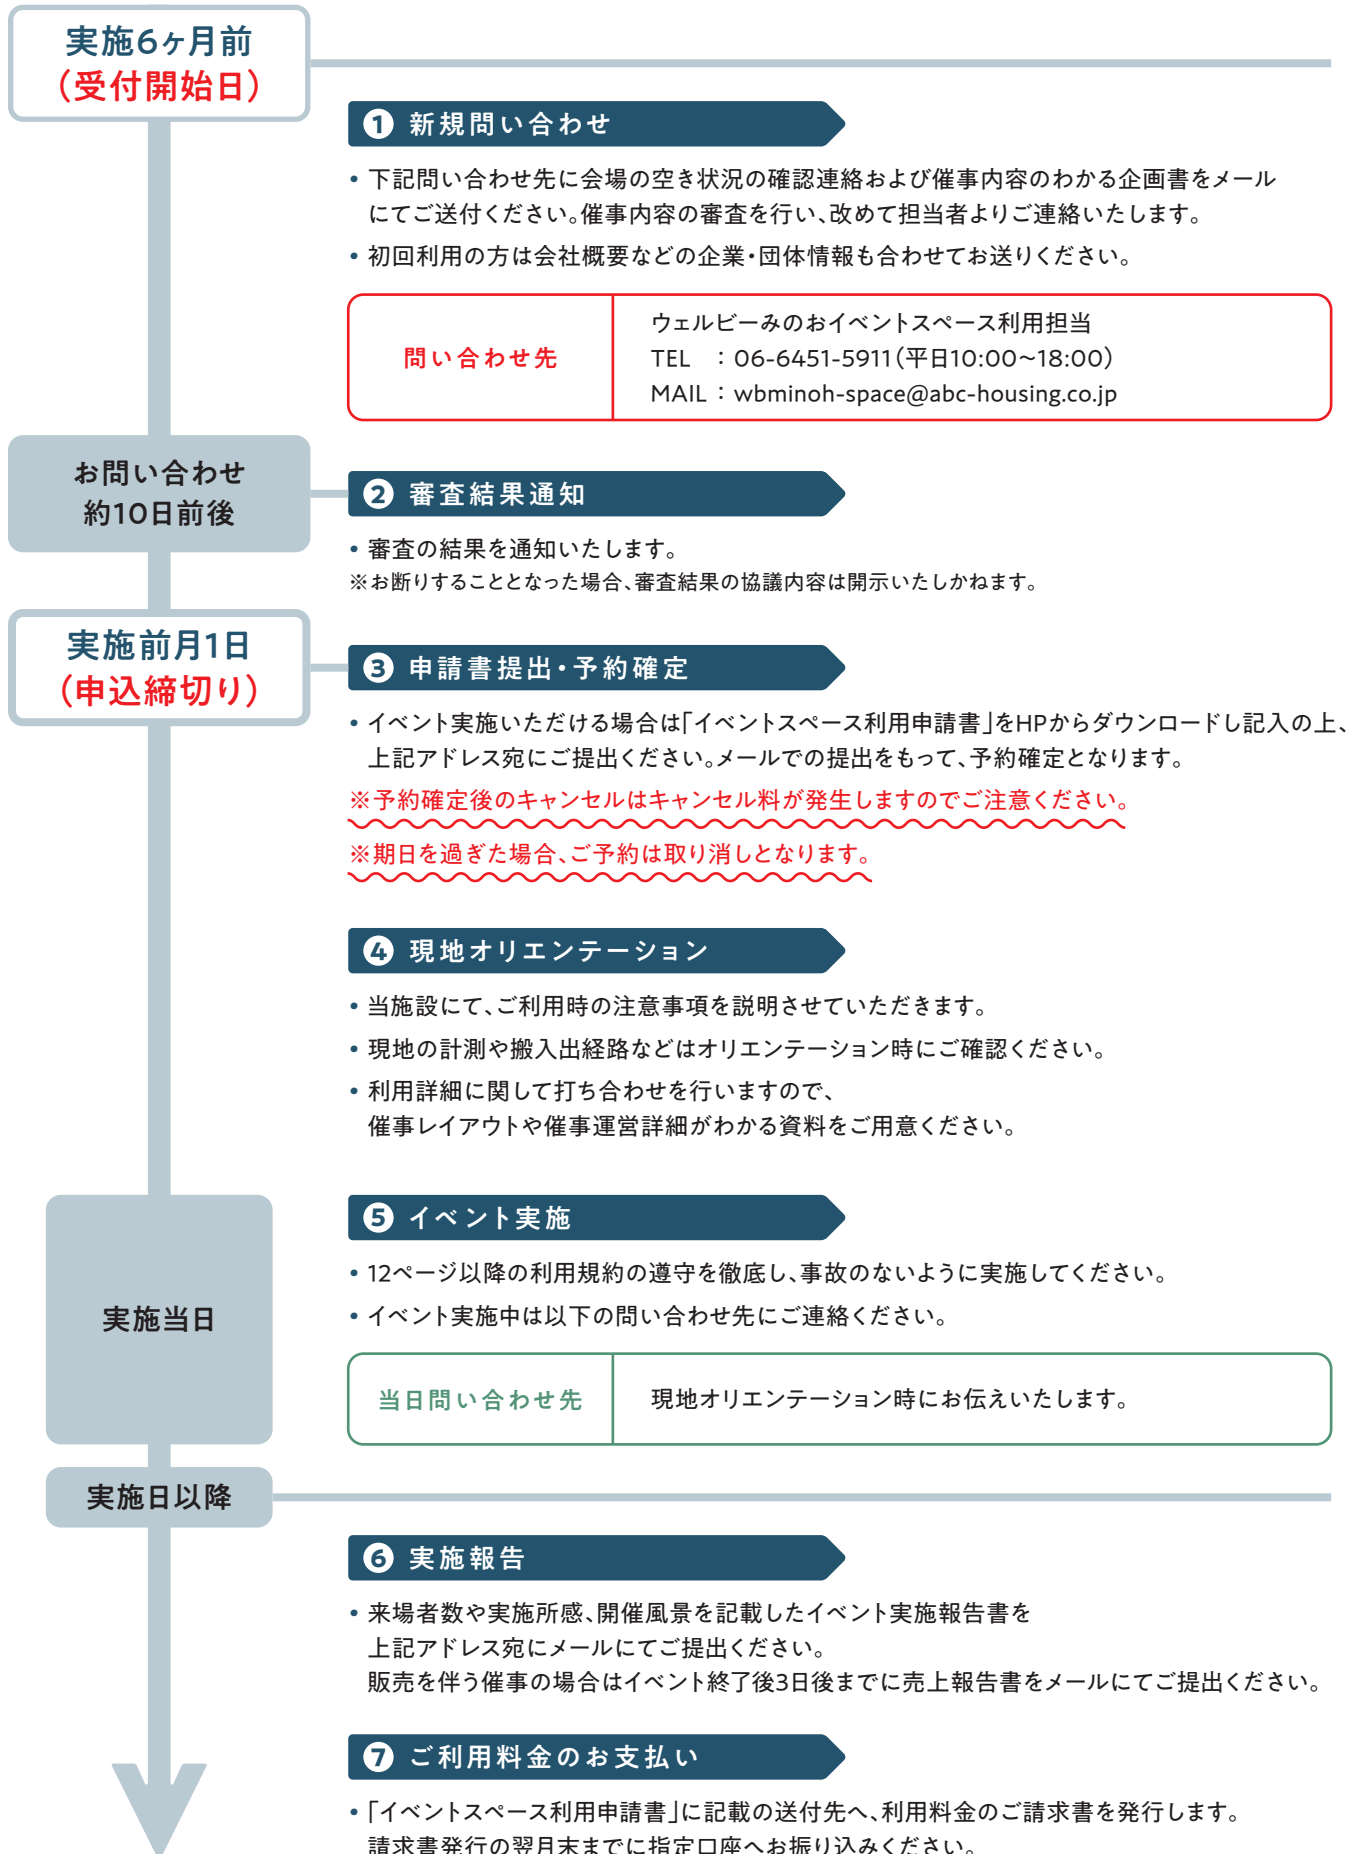 実施6ヶ月前
（受付開始日）
❶ 新規問い合わせ
• 下記問い合わせ先に会場の空き状況の確認連絡および催事内容のわかる企画書をメール
にてご送付ください。催事内容の審査を行い、改めて担当者よりご連絡いたします。
• 初回利用の方は会社概要などの企業・団体情報も合わせてお送りください。
問い合わせ先
ウェルビーみのおイベントスペース利用担当
TEL ：06-6451-5911（平日10:00〜18:00）
MAIL：wbminoh-space@abc-housing.co.jp
お問い合わせ
約10日前後
❷ 審査結果通知
• 審査の結果を通知いたします。
※お断りすることとなった場合、審査結果の協議内容は開示いたしかねます。
実施前月1日
（申込締切り）
❸ 申請書提出・予約確定
• イベント実施いただける場合は「イベントスペース利用申請書」をHPからダウンロードし記入の上、
上記アドレス宛にご提出ください。メールでの提出をもって、予約確定となります。
※予約確定後のキャンセルはキャンセル料が発生しますのでご注意ください。
※期日を過ぎた場合、ご予約は取り消しとなります。
❹ 現地オリエンテーション
• 当施設にて、ご利用時の注意事項を説明させていただきます。
• 現地の計測や搬入出経路などはオリエンテーション時にご確認ください。
• 利用詳細に関して打ち合わせを行いますので、
催事レイアウトや催事運営詳細がわかる資料をご用意ください。
実施当日
❺ イベント実施
• 12ページ以降の利用規約の遵守を徹底し、事故のないように実施してください。
• イベント実施中は以下の問い合わせ先にご連絡ください。
当日問い合わせ先
現地オリエンテーション時にお伝えいたします。
実施日以降
❻ 実施報告
• 来場者数や実施所感、開催風景を記載したイベント実施報告書を
上記アドレス宛にメールにてご提出ください。
販売を伴う催事の場合はイベント終了後3日後までに売上報告書をメールにてご提出ください。
❼ ご利用料金のお支払い
• 「イベントスペース利用申請書」に記載の送付先へ、利用料金のご請求書を発行します。
請求書発行の翌月末までに指定口座へお振り込みください。